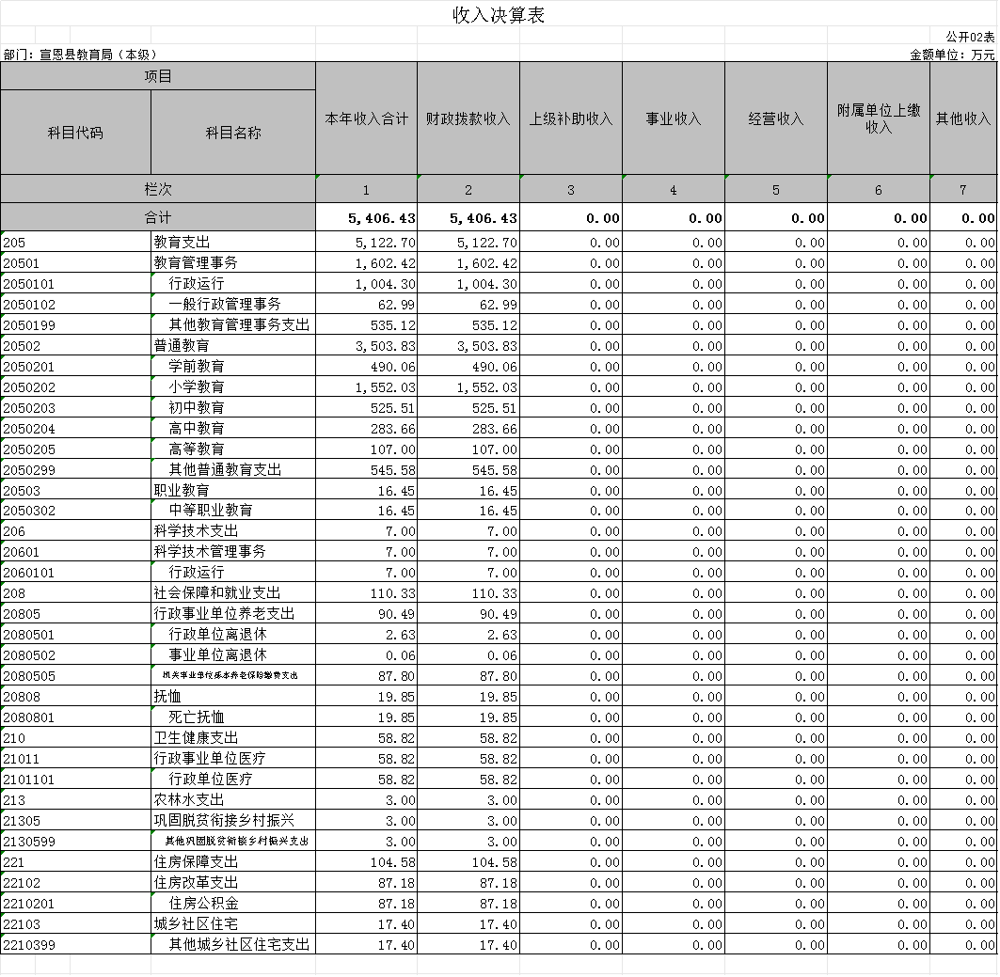 收入决算表
公开02表
部门：宣恩县教育局（本级） 金额单位：万元
项目 本年收入合计 财政拨款收入 上级补助收入 事业收入 经营收入 附属单位上缴收入 其他收入
科目代码 科目名称
栏次 1 2 3 4 5 6 7
合计 5,406.43 5,406.43 0.00 0.00 0.00 0.00 0.00
205 教育支出 5,122.70 5,122.70 0.00 0.00 0.00 0.00 0.00
20501 教育管理事务 1,602.42 1,602.42 0.00 0.00 0.00 0.00 0.00
2050101 行政运行 1,004.30 1,004.30 0.00 0.00 0.00 0.00 0.00
2050102 一般行政管理事务 62.99 62.99 0.00 0.00 0.00 0.00 0.00
2050199 其他教育管理事务支出 535.12 535.12 0.00 0.00 0.00 0.00 0.00
20502 普通教育 3,503.83 3,503.83 0.00 0.00 0.00 0.00 0.00
2050201 学前教育 490.06 490.06 0.00 0.00 0.00 0.00 0.00
2050202 小学教育 1,552.03 1,552.03 0.00 0.00 0.00 0.00 0.00
2050203 初中教育 525.51 525.51 0.00 0.00 0.00 0.00 0.00
2050204 高中教育 283.66 283.66 0.00 0.00 0.00 0.00 0.00
2050205 高等教育 107.00 107.00 0.00 0.00 0.00 0.00 0.00
2050299 其他普通教育支出 545.58 545.58 0.00 0.00 0.00 0.00 0.00
20503 职业教育 16.45 16.45 0.00 0.00 0.00 0.00 0.00
2050302 中等职业教育 16.45 16.45 0.00 0.00 0.00 0.00 0.00
206 科学技术支出 7.00 7.00 0.00 0.00 0.00 0.00 0.00
20601 科学技术管理事务 7.00 7.00 0.00 0.00 0.00 0.00 0.00
2060101 行政运行 7.00 7.00 0.00 0.00 0.00 0.00 0.00
208 社会保障和就业支出 110.33 110.33 0.00 0.00 0.00 0.00 0.00
20805 行政事业单位养老支出 90.49 90.49 0.00 0.00 0.00 0.00 0.00
2080501 行政单位离退休 2.63 2.63 0.00 0.00 0.00 0.00 0.00
2080502 事业单位离退休 0.06 0.06 0.00 0.00 0.00 0.00 0.00
2080505 机关事业单位基本养老保险缴费支出 87.80 87.80 0.00 0.00 0.00 0.00 0.00
20808 抚恤 19.85 19.85 0.00 0.00 0.00 0.00 0.00
2080801 死亡抚恤 19.85 19.85 0.00 0.00 0.00 0.00 0.00
210 卫生健康支出 58.82 58.82 0.00 0.00 0.00 0.00 0.00
21011 行政事业单位医疗 58.82 58.82 0.00 0.00 0.00 0.00 0.00
2101101 行政单位医疗 58.82 58.82 0.00 0.00 0.00 0.00 0.00
213 农林水支出 3.00 3.00 0.00 0.00 0.00 0.00 0.00
21305 巩固脱贫衔接乡村振兴 3.00 3.00 0.00 0.00 0.00 0.00 0.00
2130599 其他巩固脱贫衔接乡村振兴支出 3.00 3.00 0.00 0.00 0.00 0.00 0.00
221 住房保障支出 104.58 104.58 0.00 0.00 0.00 0.00 0.00
22102 住房改革支出 87.18 87.18 0.00 0.00 0.00 0.00 0.00
2210201 住房公积金 87.18 87.18 0.00 0.00 0.00 0.00 0.00
22103 城乡社区住宅 17.40 17.40 0.00 0.00 0.00 0.00 0.00
2210399 其他城乡社区住宅支出 17.40 17.40 0.00 0.00 0.00 0.00 0.00